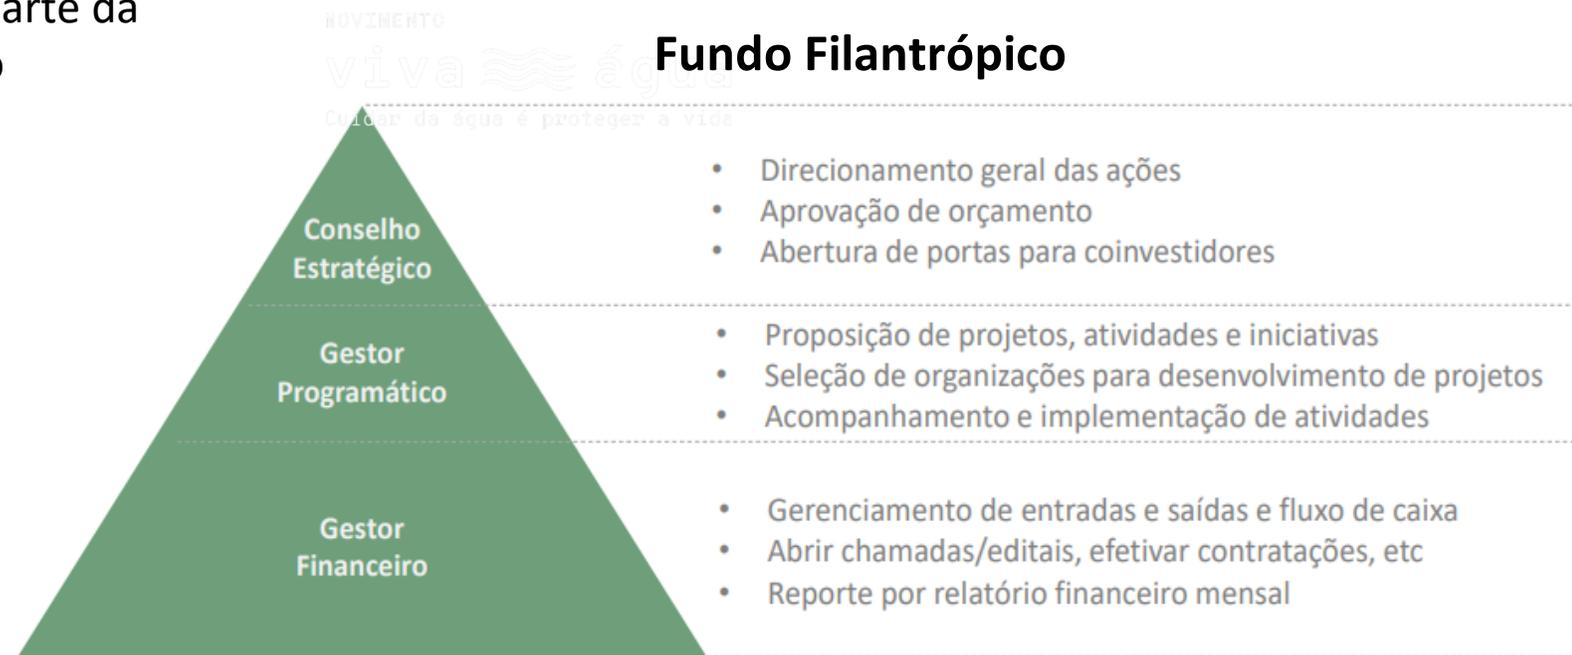 arte da
o
MOVIMENTO
viva água
Fundo Filantrópico
Cuidar da água é proteger a vida
Conselho
Estratégico
• Direcionamento geral das ações
• Aprovação de orçamento
• Abertura de portas para coinvestidores
Gestor
Programático
• Proposição de projetos, atividades e iniciativas
• Seleção de organizações para desenvolvimento de projetos
• Acompanhamento e implementação de atividades
Gestor
Financeiro
• Gerenciamento de entradas e saídas e fluxo de caixa
• Abrir chamadas/editais, efetivar contratações, etc
• Reporte por relatório financeiro mensal